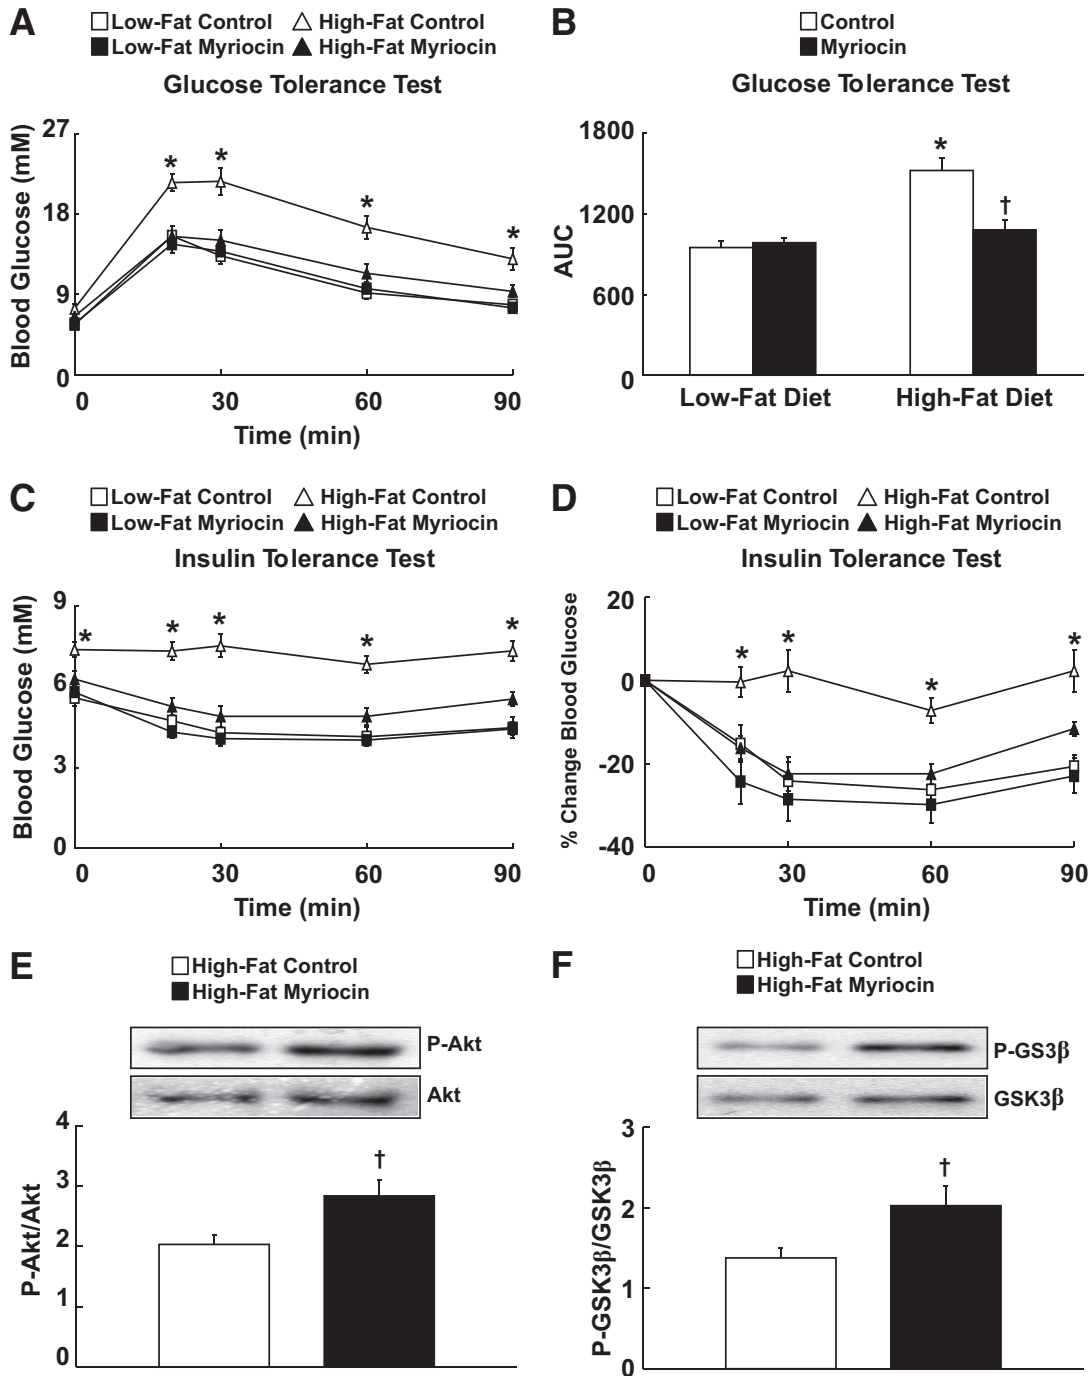 A
Low-Fat Control High-Fat Control
Low-Fat Myriocin High-Fat Myriocin
Glucose Tolerance Test
27
18
9
0
Blood Glucose (mM)
* * * *
0 30 60 90
Time (min)
B
Control
Myriocin
Glucose Tolerance Test
1800
1200
600
0
AUC
*
†
Low-Fat Diet High-Fat Diet
C
Low-Fat Control High-Fat Control
Low-Fat Myriocin High-Fat Myriocin
Insulin Tolerance Test
9
6
3
0
Blood Glucose (mM)
* * * * *
0 30 60 90
Time (min)
D
Low-Fat Control High-Fat Control
Low-Fat Myriocin High-Fat Myriocin
Insulin Tolerance Test
20
0
-20
-40
% Change Blood Glucose
* * * *
0 30 60 90
Time (min)
E
High-Fat Control
High-Fat Myriocin
P-Akt
Akt
4
3
2
1
0
P-Akt/Akt
†
F
High-Fat Control
High-Fat Myriocin
P-GS3β
GSK3β
3
2
1
0
P-GSK3β/GSK3β
†